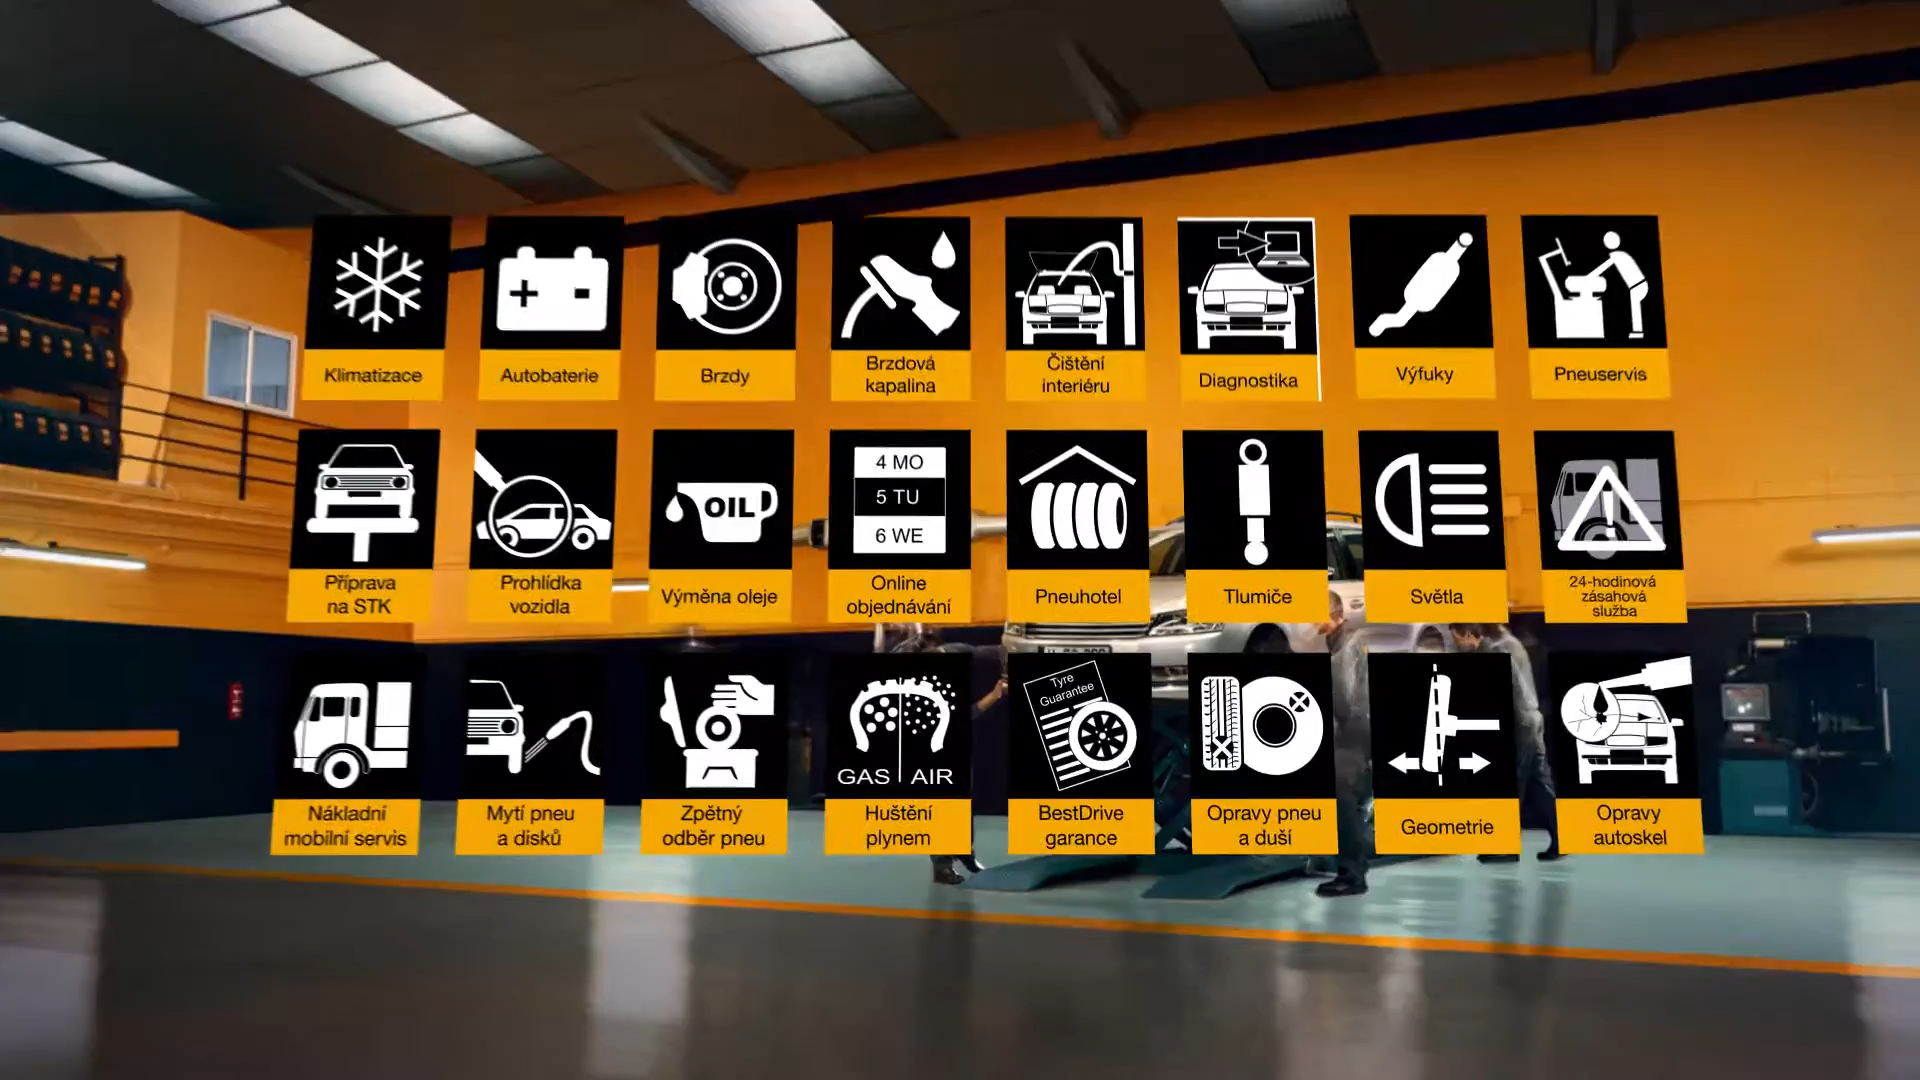 Klimatizace
Autobaterie
Brzdy
Brzdová
kapalina
Čištění
interiéru
Diagnostika
Výfuky
Pneuservis
OIL
4 MO
5 TU
6 WE
Příprava
na STK
Prohlídka
vozidla
Výměna oleje
Online
objednávání
Pneuhotel
Tlumiče
Světla
24-hodinová
zásahová
služba
GAS AIR
Tyre
Guarantee
Nákladní
mobilní servis
Mytí pneu
a disků
Zpětný
odběr pneu
Huštění
plynem
BestDrive
garance
Opravy pneu
a duší
Geometrie
Opravy
autoskel